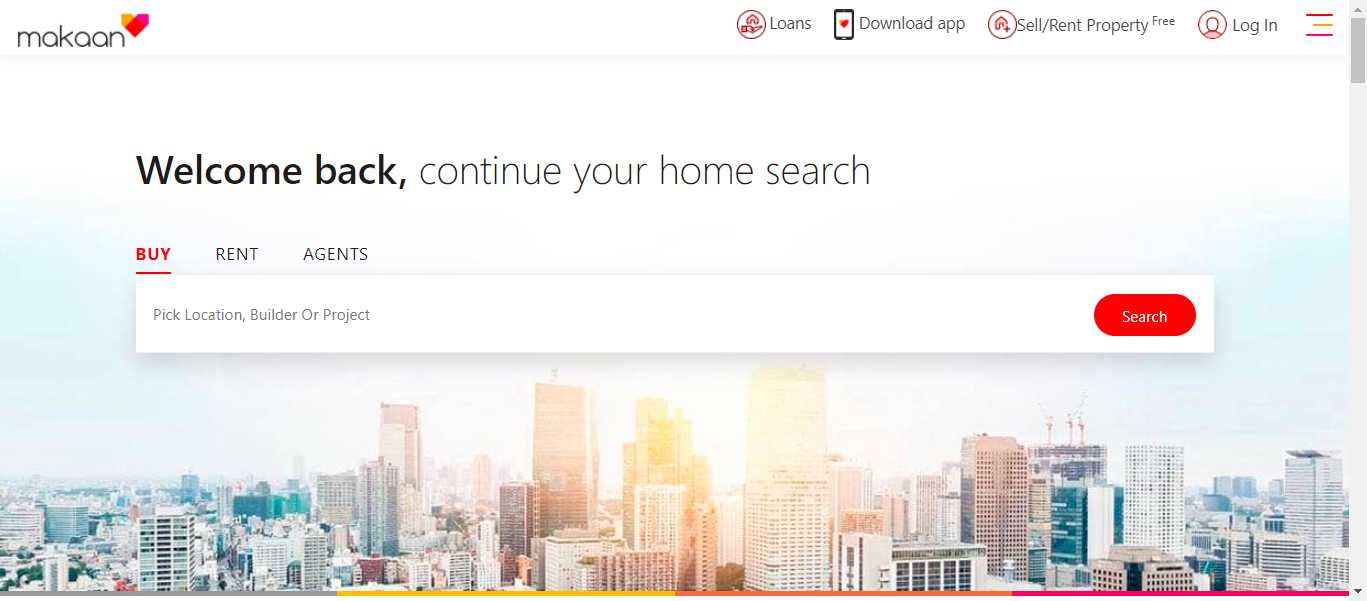 makaan
Loans
Download app
Sell/Rent Property Free
Log In
Welcome back, continue your home search
BUY
RENT
AGENTS
Pick Location, Builder Or Project
Search